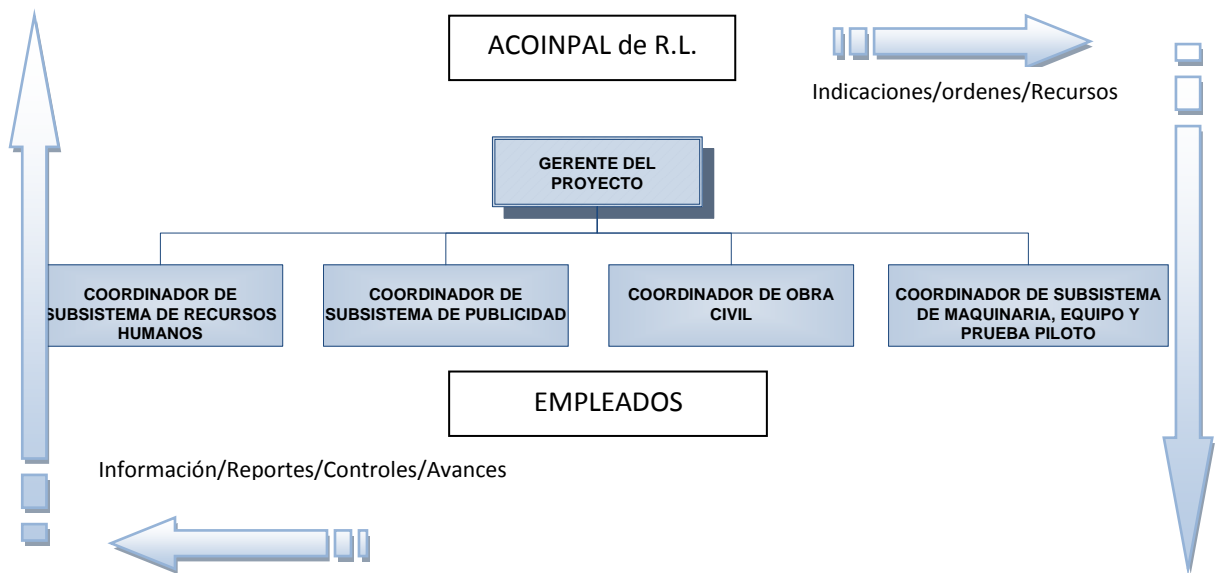 ACOINPAL de R.L.
Indicaciones/ordenes/Recursos
GERENTE DEL
PROYECTO
COORDINADOR DE
SUBSISTEMA DE RECURSOS
HUMANOS
COORDINADOR DE
SUBSISTEMA DE PUBLICIDAD
COORDINADOR DE OBRA
CIVIL
COORDINADOR DE SUBSISTEMA
DE MAQUINARIA, EQUIPO Y
PRUEBA PILOTO
EMPLEADOS
Información/Reportes/Controles/Avances